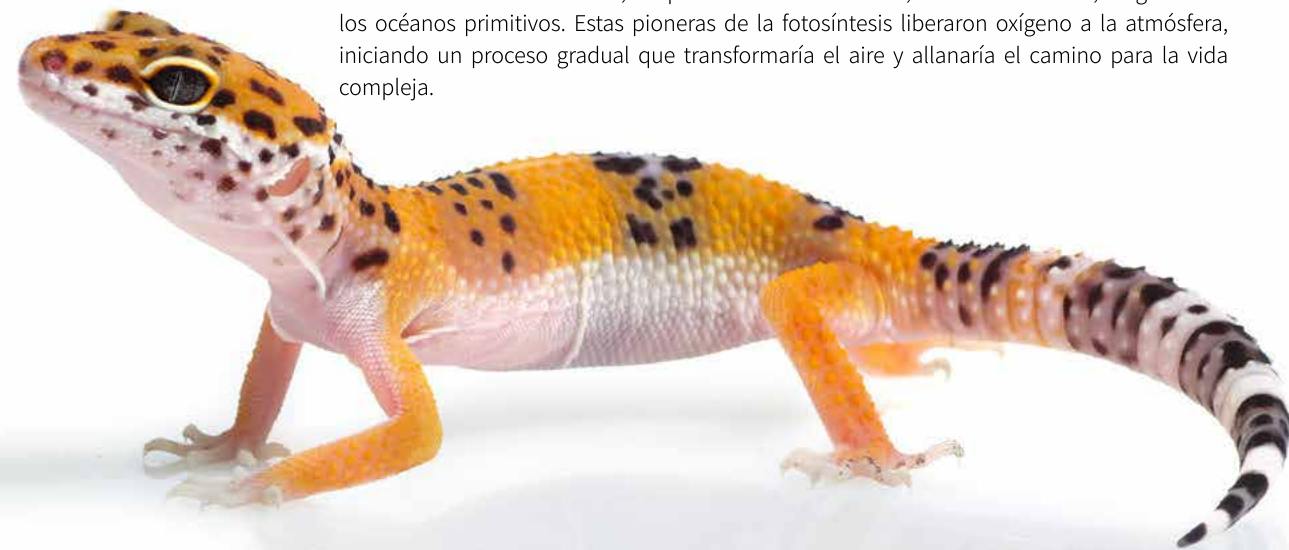 los océanos primitivos. Estas pioneras de la fotosíntesis liberaron oxígeno a la atmósfera,
iniciando un proceso gradual que transformaría el aire y allanaría el camino para la vida
compleja.